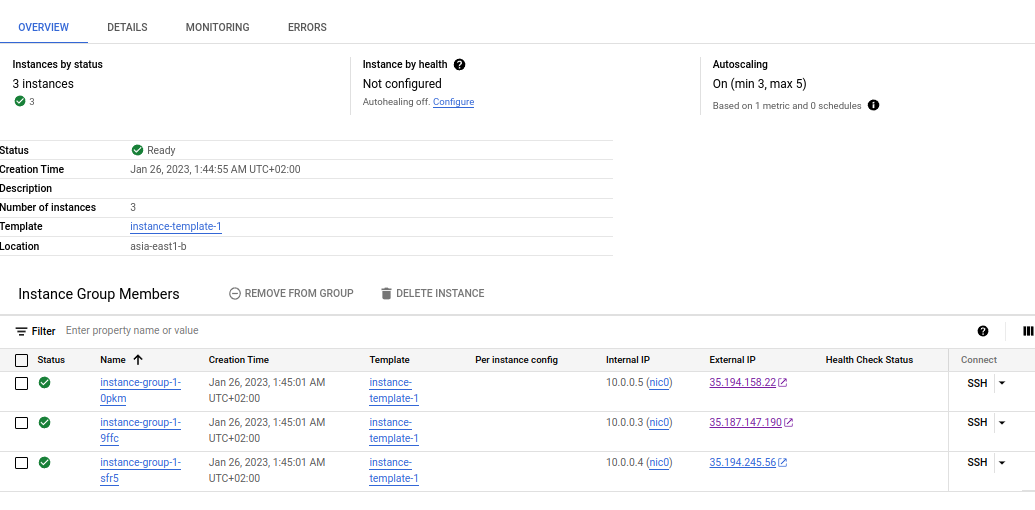 OVERVIEW DETAILS MONITORING ERRORS
Instances by status Instance by health Autoscaling
3 instances Not configured On (min 3, max 5)
3 Autohealing off. Configure Based on 1 metric and 0 schedules
Status Ready
Creation Time Jan 26, 2023, 1:44:55 AM UTC+02:00
Description
Number of instances 3
Template instance-template-1
Location asia-east1-b
Instance Group Members REMOVE FROM GROUP DELETE INSTANCE
Filter Enter property name or value
Status Name Creation Time Template Per instance config Internal IP External IP Health Check Status Connect
instance-group-1- Jan 26, 2023, 1:45:01 AM instance- 10.0.0.5 (nic0) 35.194.158.22 SSH
0pkm UTC+02:00 template-1
instance-group-1- Jan 26, 2023, 1:45:01 AM instance- 10.0.0.3 (nic0) 35.187.147.190 SSH
9ffc UTC+02:00 template-1
instance-group-1- Jan 26, 2023, 1:45:01 AM instance- 10.0.0.4 (nic0) 35.194.245.56 SSH
sfr5 UTC+02:00 template-1